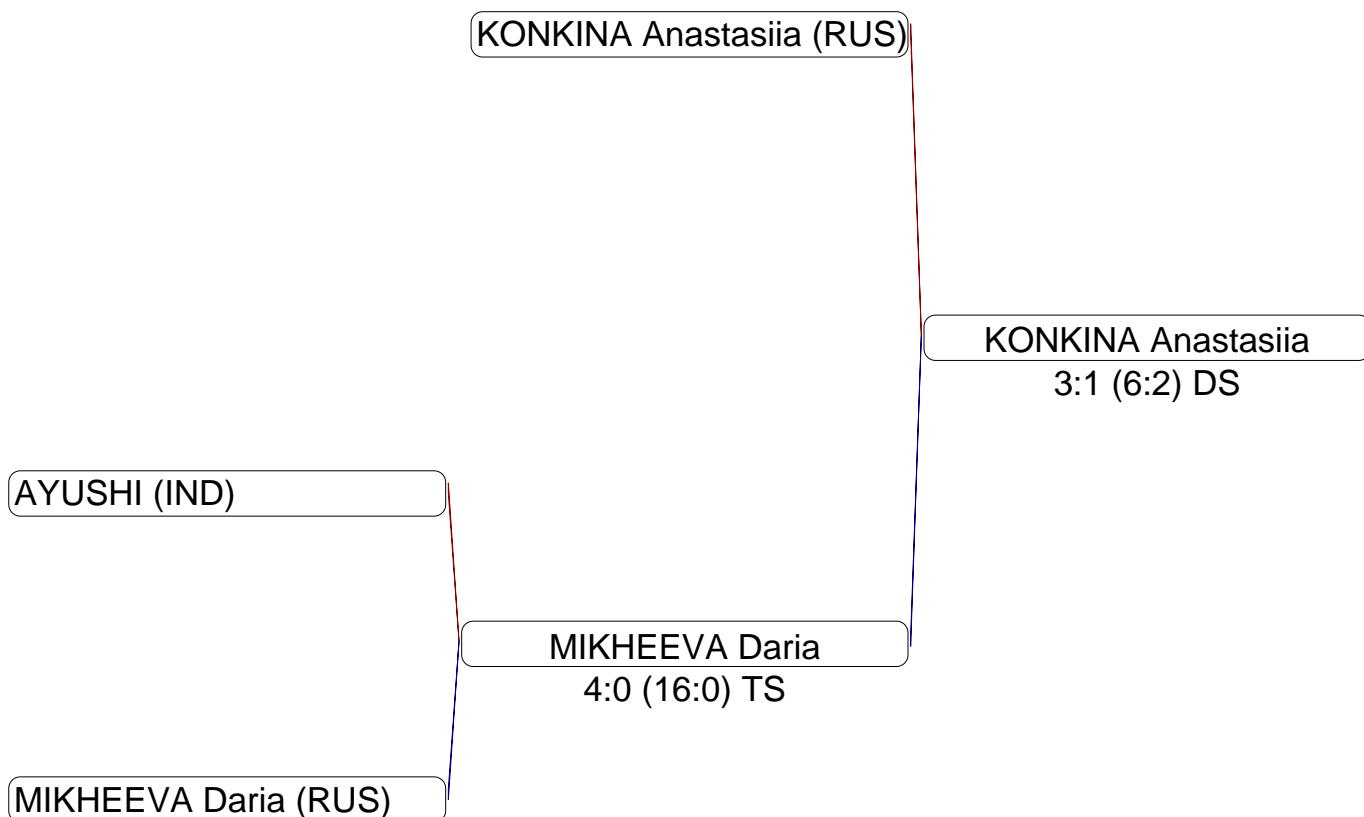 KONKINA Anastasiia (RUS)
KONKINA Anastasiia
3:1 (6:2) DS
AYUSHI (IND)
MIKHEEVA Daria
4:0 (16:0) TS
MIKHEEVA Daria (RUS)